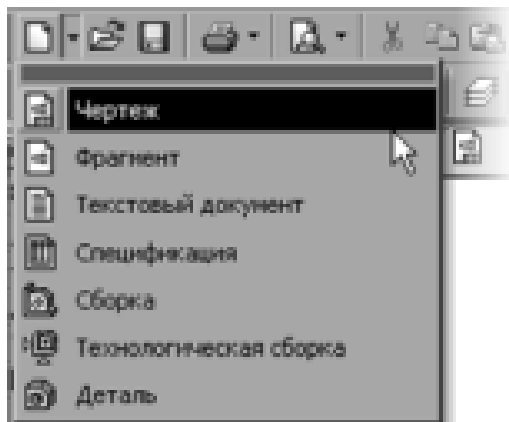 Чертеж
Фрагмент
Текстовый документ
Спецификация
Сборка
Технологическая сборка
Деталь